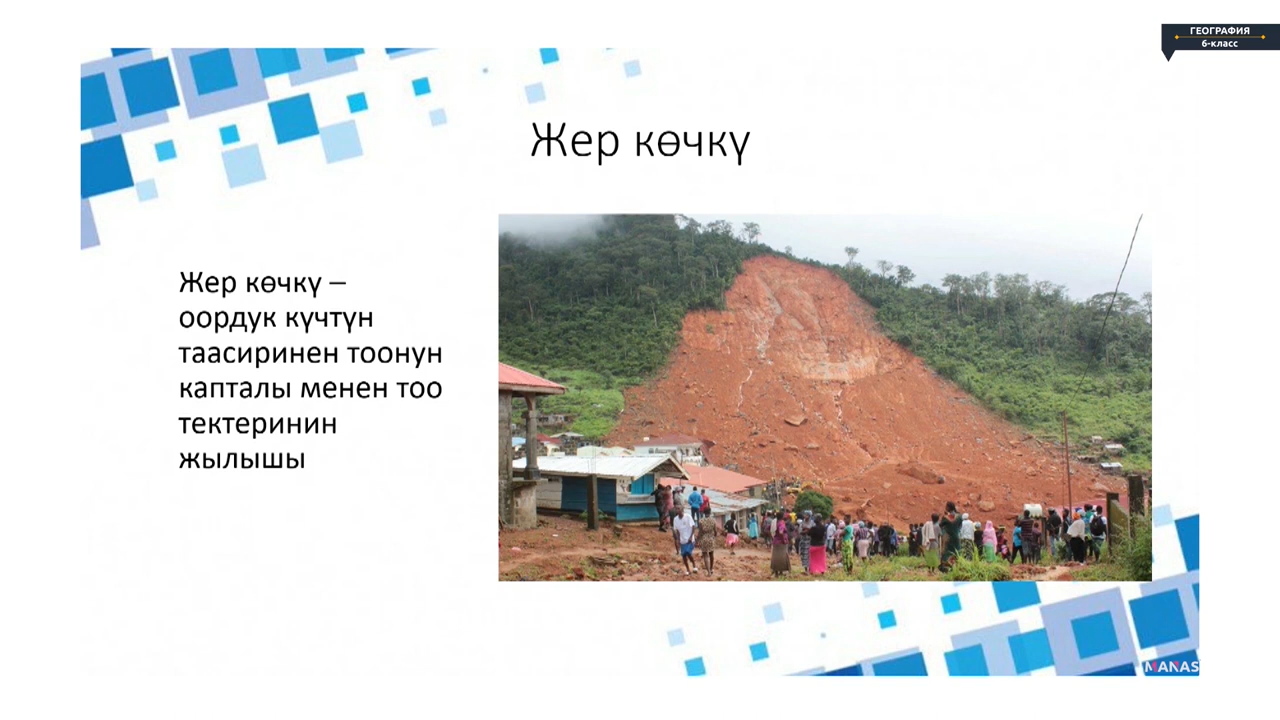 ГЕОГРАФИЯ
6-класс
Жер көчкү
Жер көчкү –
оордук күчтүн
таасиринен тоонун
капталы менен тоо
тектеринин
жылышы
MANAS